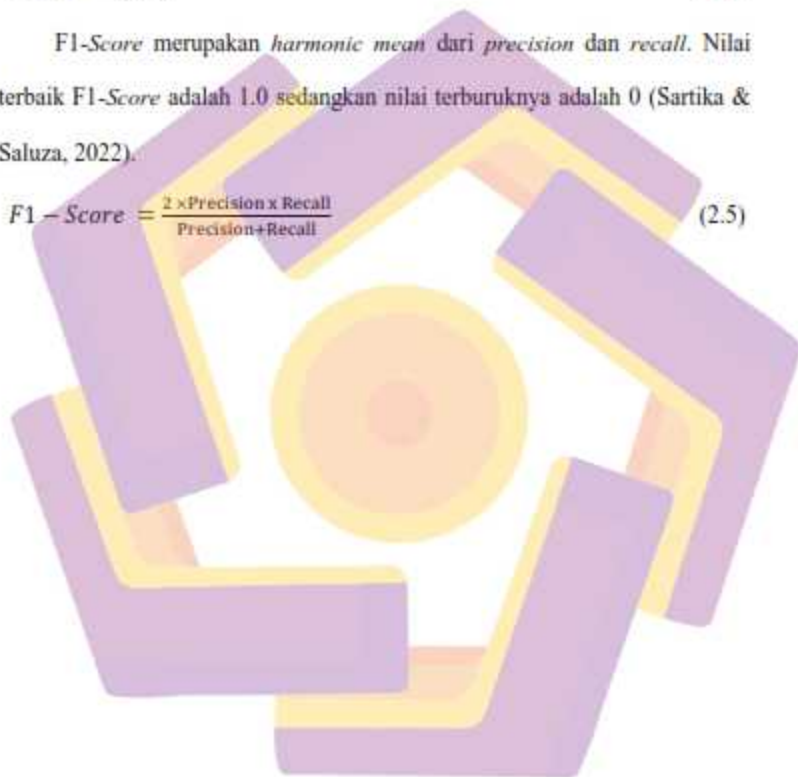 F1-Score merupakan harmonic mean dari precision dan recall. Nilai
terbaik F1-Score adalah 1.0 sedangkan nilai terburuknya adalah 0 (Sartika &
Saluza, 2022).
F1 − Score = 2 ×Precision x Recall / Precision+Recall (2.5)